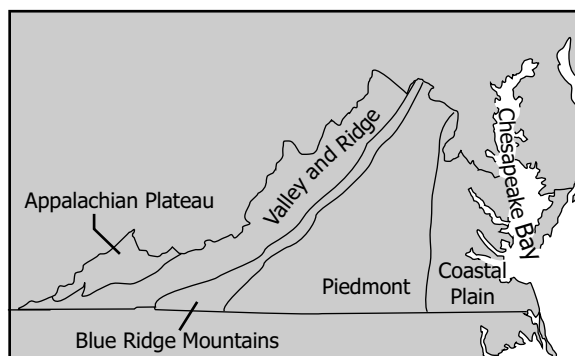 Chesapeake Bay
Valley and Ridge
Appalachian Plateau
Piedmont
Coastal
Plain
Blue Ridge Mountains